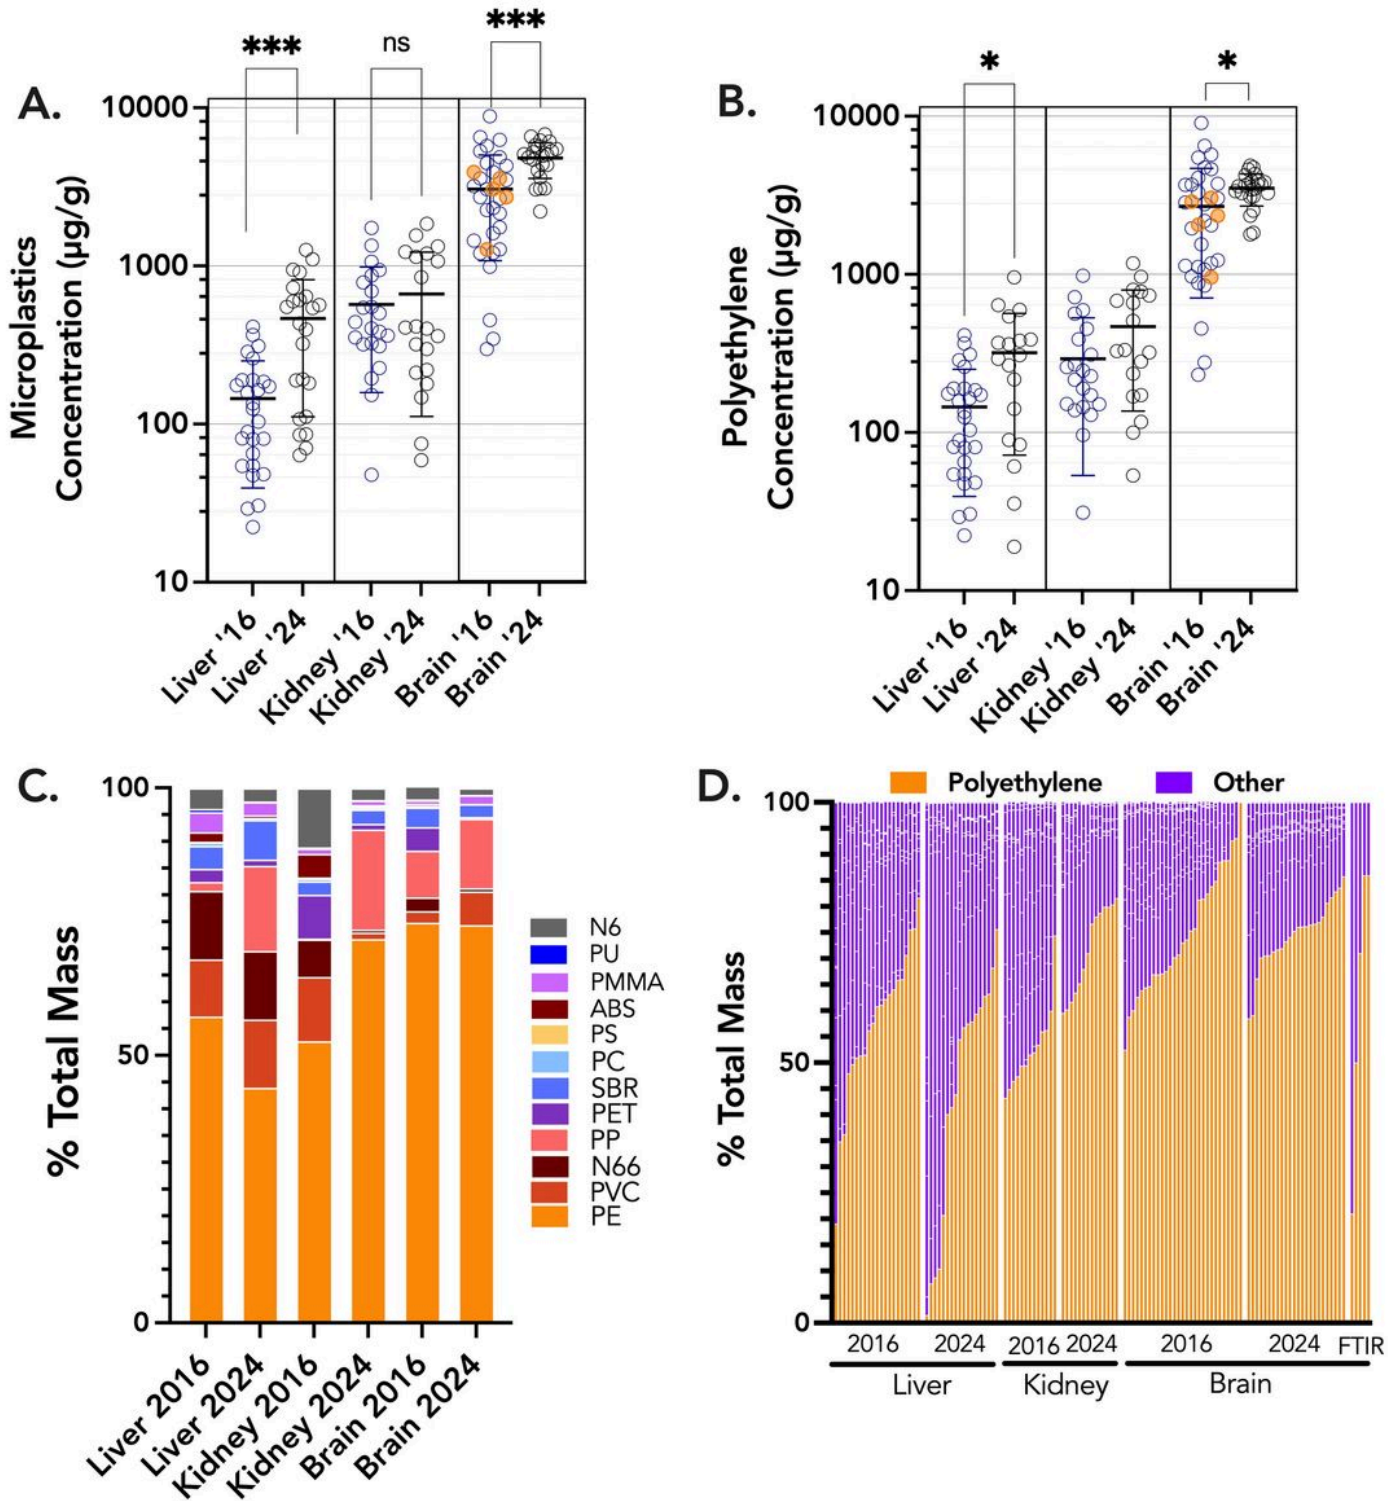 A.
***
ns
***
Microplastics
Concentration (µg/g)
10000
1000
100
10
Liver '16
Liver '24
Kidney '16
Kidney '24
Brain '16
Brain '24
B.
*
*
Polyethylene
Concentration (µg/g)
10000
1000
100
10
Liver '16
Liver '24
Kidney '16
Kidney '24
Brain '16
Brain '24
C.
% Total Mass
100
50
0
Liver 2016
Liver 2024
Kidney 2016
Kidney 2024
Brain 2016
Brain 2024
N6
PU
PMMA
ABS
PS
PC
SBR
PET
PP
N66
PVC
PE
D.
Polyethylene Other
% Total Mass
100
50
0
2016 2024 2016 2024 2016 2024 FTIR
Liver Kidney Brain